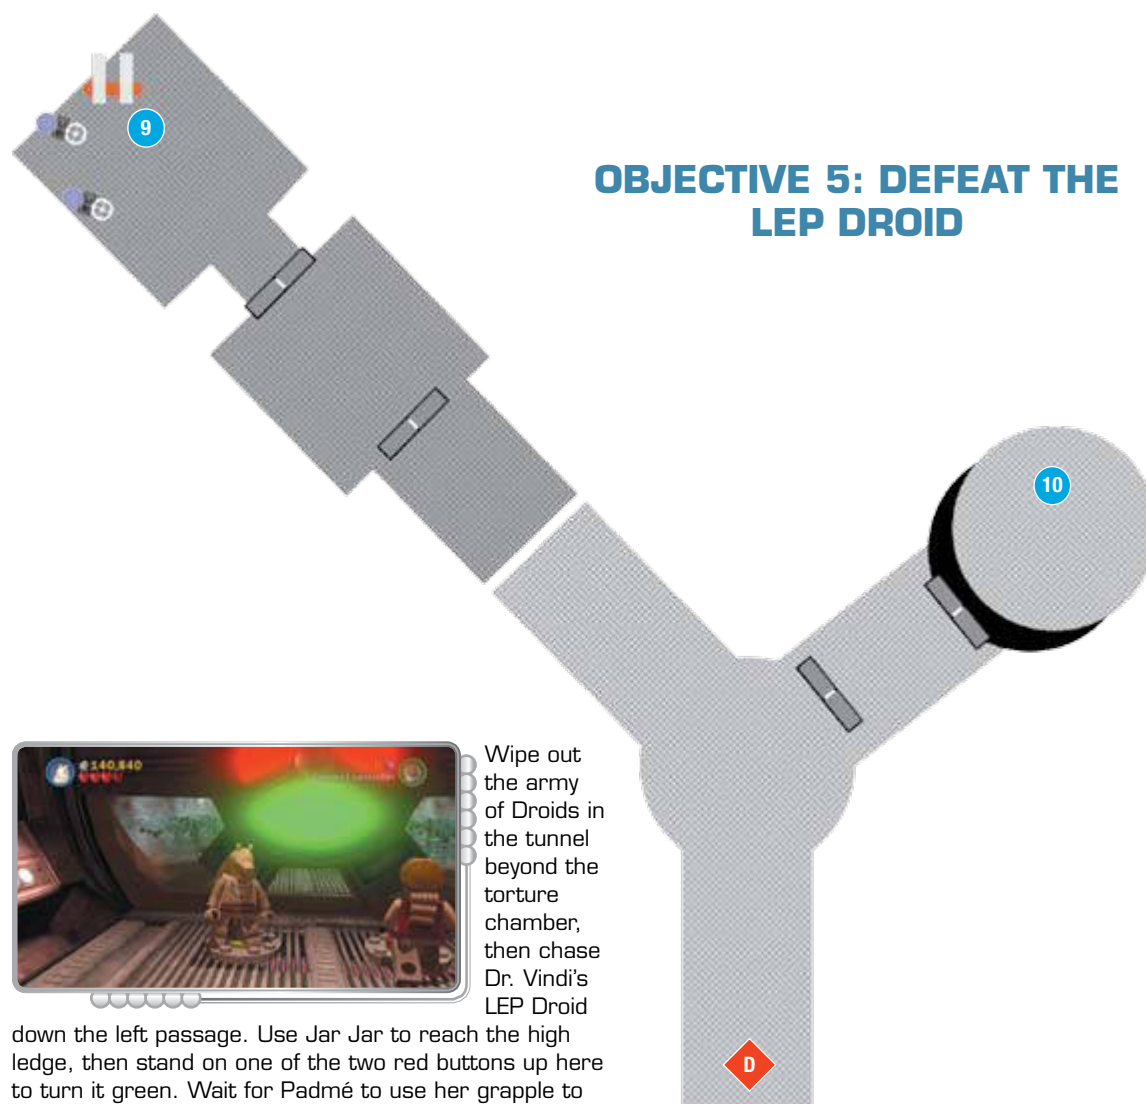 9
OBJECTIVE 5: DEFEAT THE
LEP DROID
10
140,840
Wipe out
the army
of Droids in
the tunnel
beyond the
torture
chamber,
then chase
Dr. Vindi's
LEP Droid
down the left passage. Use Jar Jar to reach the high
ledge, then stand on one of the two red buttons up here
to turn it green. Wait for Padmé to use her grapple to
D